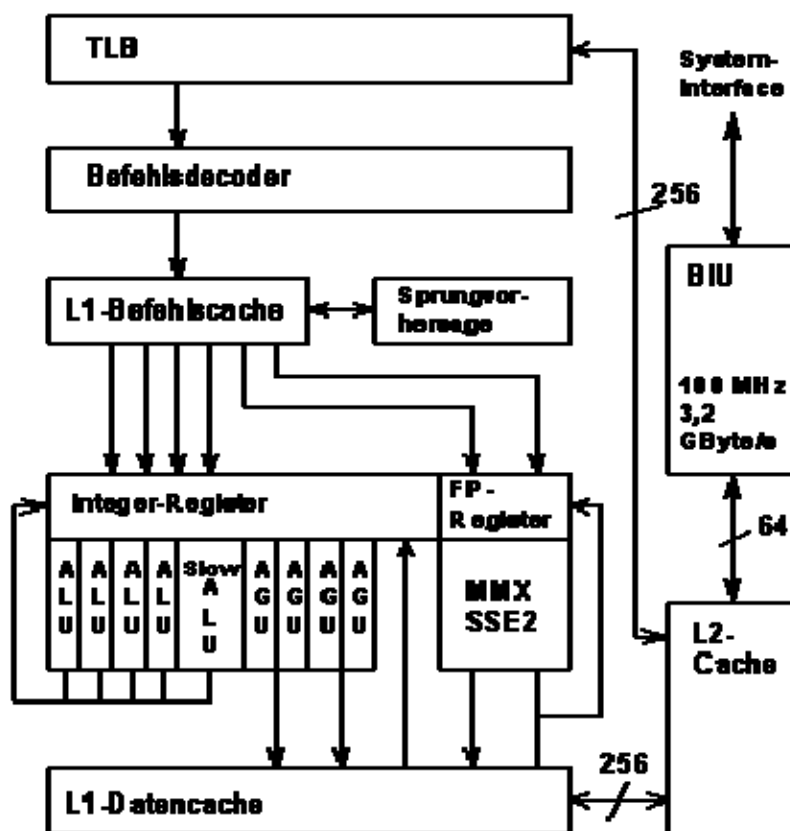 TLB
System-
interface
Befehlsdecoder
256
BIU
L1-Befehlscache
Sprungvor-
hersage
100 MHz
3,2
GByte/s
Integer-Register
FP-
Register
64
A L U
A L U
A L U
A L U
Slow
A L U
A G U
A G U
A G U
A G U
MMX
SSE2
L2-
Cache
256
L1-Datencache